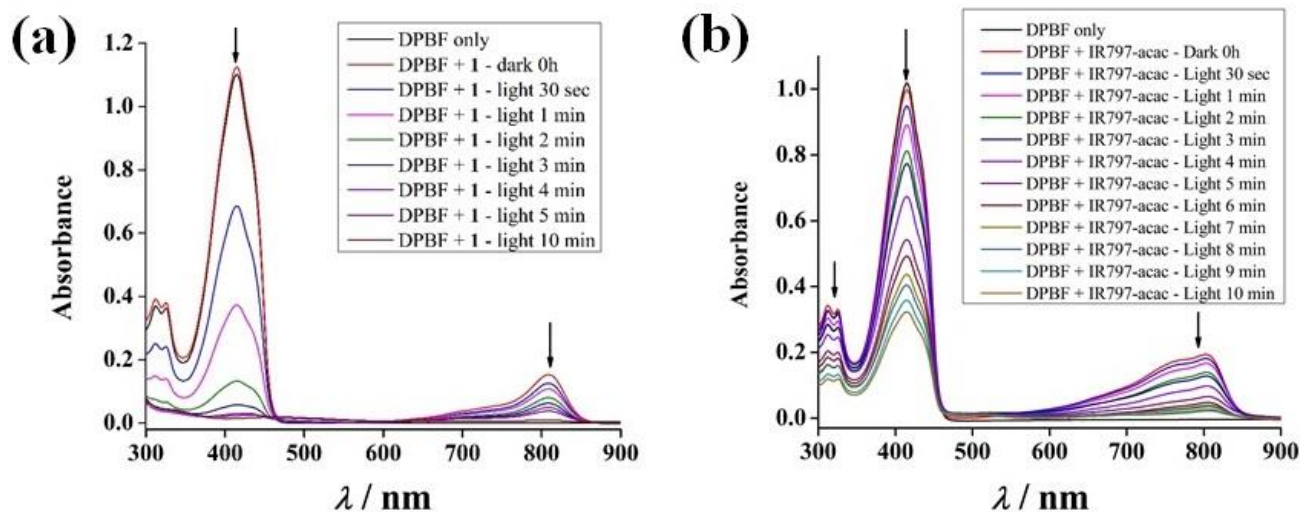 (a)
1.2
1.0
0.8
0.6
0.4
0.2
0.0
Absorbance
300 400 500 600 700 800 900
λ / nm
DPBF only
DPBF + 1 - dark 0h
DPBF + 1 - light 30 sec
DPBF + 1 - light 1 min
DPBF + 1 - light 2 min
DPBF + 1 - light 3 min
DPBF + 1 - light 4 min
DPBF + 1 - light 5 min
DPBF + 1 - light 10 min
(b)
1.0
0.8
0.6
0.4
0.2
0.0
Absorbance
300 400 500 600 700 800 900
λ / nm
DPBF only
DPBF + IR797-acac - Dark 0h
DPBF + IR797-acac - Light 30 sec
DPBF + IR797-acac - Light 1 min
DPBF + IR797-acac - Light 2 min
DPBF + IR797-acac - Light 3 min
DPBF + IR797-acac - Light 4 min
DPBF + IR797-acac - Light 5 min
DPBF + IR797-acac - Light 6 min
DPBF + IR797-acac - Light 7 min
DPBF + IR797-acac - Light 8 min
DPBF + IR797-acac - Light 9 min
DPBF + IR797-acac - Light 10 min